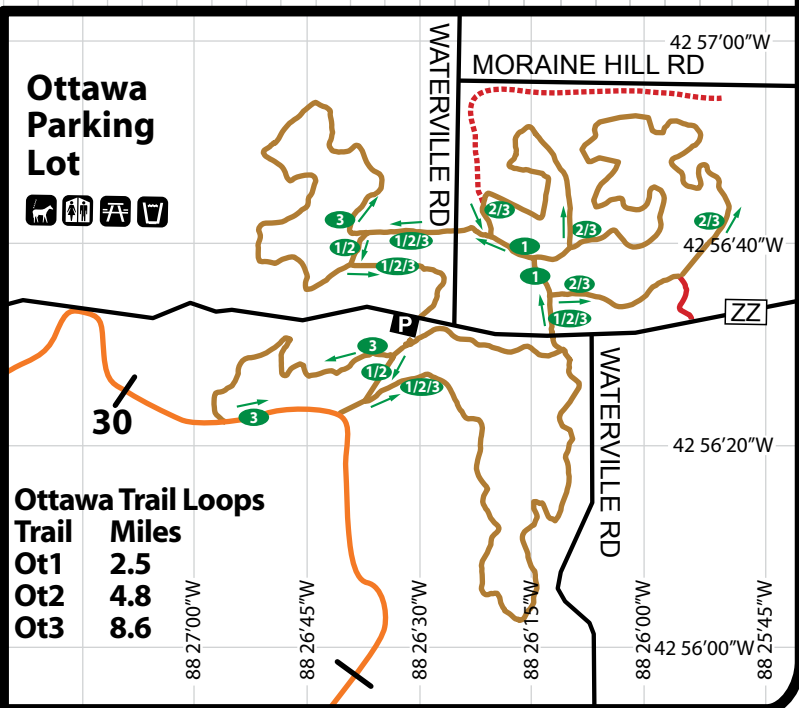 42 57'00"W
WATERVILLE RD
MORAINE HILL RD
Ottawa
Parking
Lot
2/3
2/3
2/3
3
1/2/3
1/2
1
42 56'40"W
1/2/3
1
2/3
1/2/3
ZZ
P
3
1/2
1/2/3
3
30
WATERVILLE RD
42 56'20"W
Ottawa Trail Loops
Trail Miles
Ot1 2.5
Ot2 4.8
Ot3 8.6
88 27'00"W
88 26'45"W
88 26'30"W
88 26'15"W
88 26'00"W
88 25'45"W
42 56'00"W